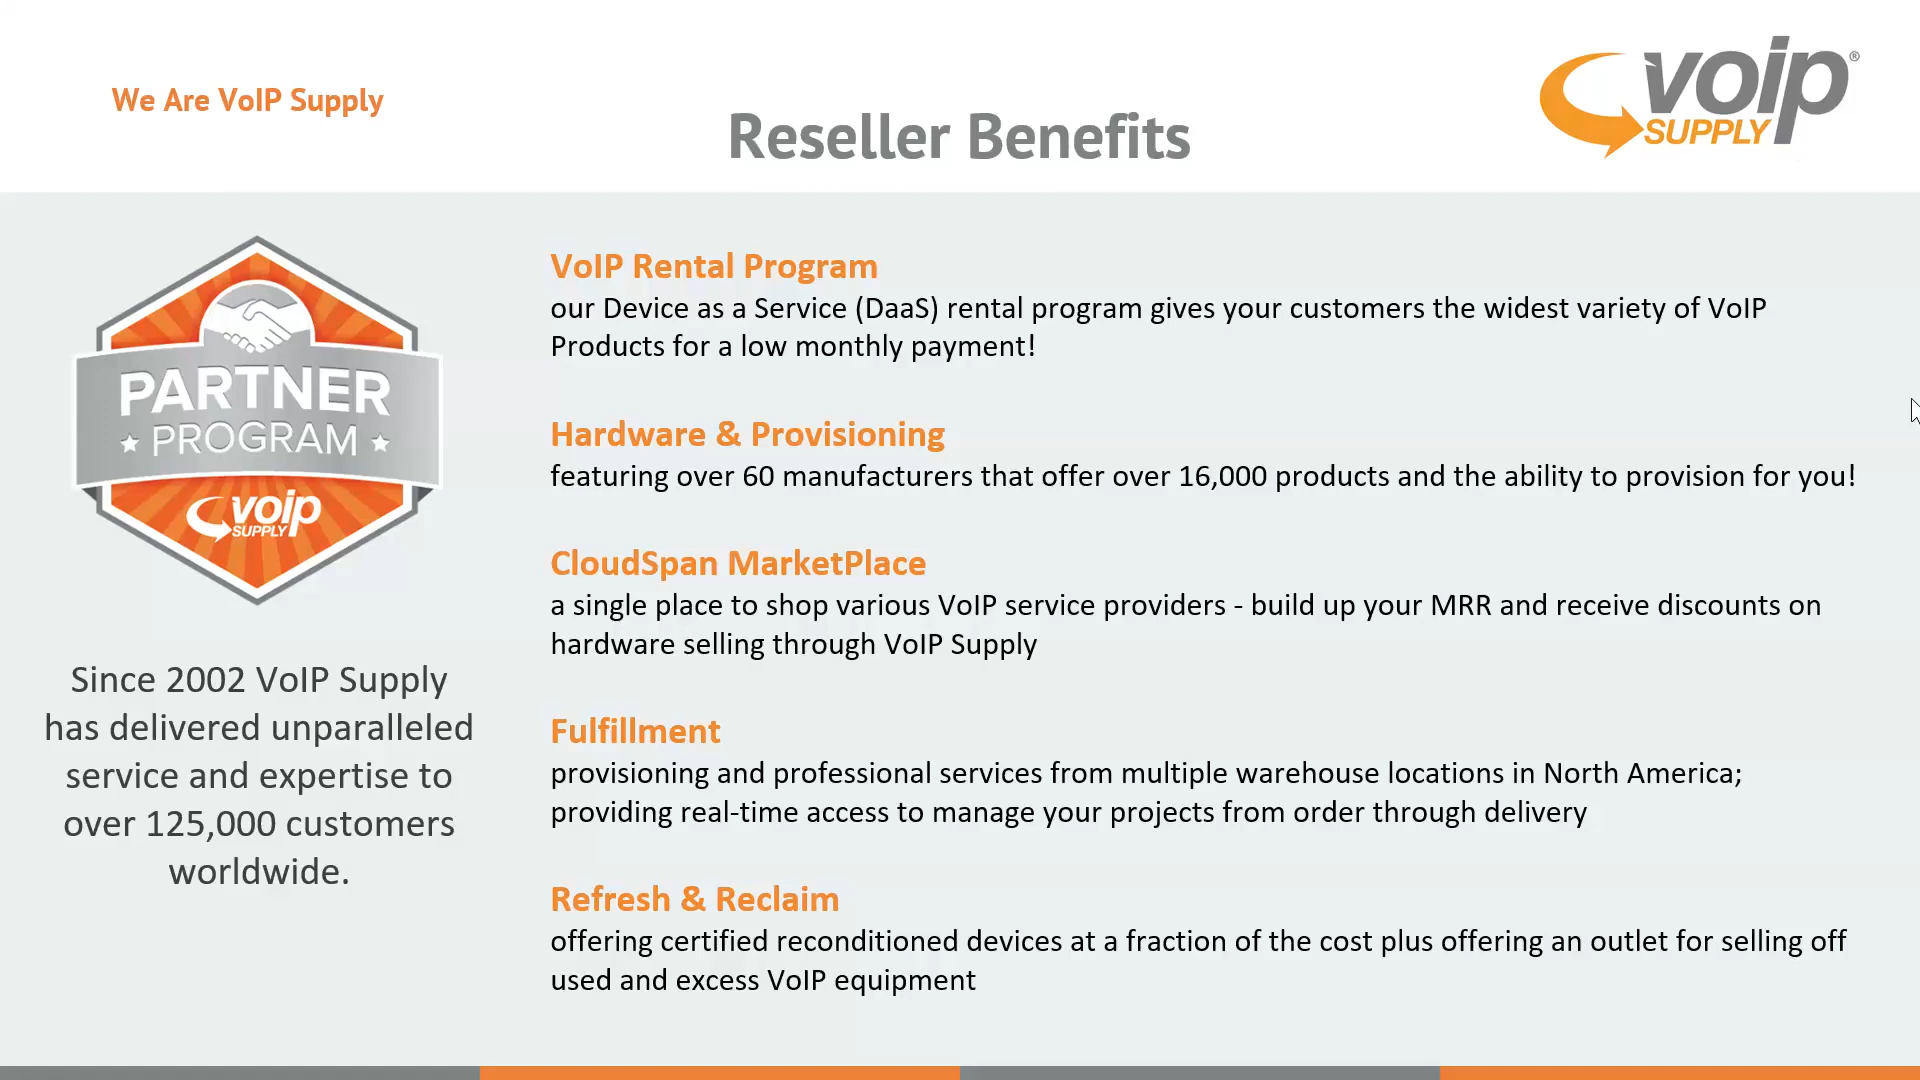 We Are VoIP Supply
Reseller Benefits
voip®
SUPPLY
PARTNER
PROGRAM
voip
SUPPLY
Since 2002 VoIP Supply
has delivered unparalleled
service and expertise to
over 125,000 customers
worldwide.
VoIP Rental Program
our Device as a Service (DaaS) rental program gives your customers the widest variety of VoIP
Products for a low monthly payment!
Hardware & Provisioning
featuring over 60 manufacturers that offer over 16,000 products and the ability to provision for you!
CloudSpan MarketPlace
a single place to shop various VoIP service providers - build up your MRR and receive discounts on
hardware selling through VoIP Supply
Fulfillment
provisioning and professional services from multiple warehouse locations in North America;
providing real-time access to manage your projects from order through delivery
Refresh & Reclaim
offering certified reconditioned devices at a fraction of the cost plus offering an outlet for selling off
used and excess VoIP equipment